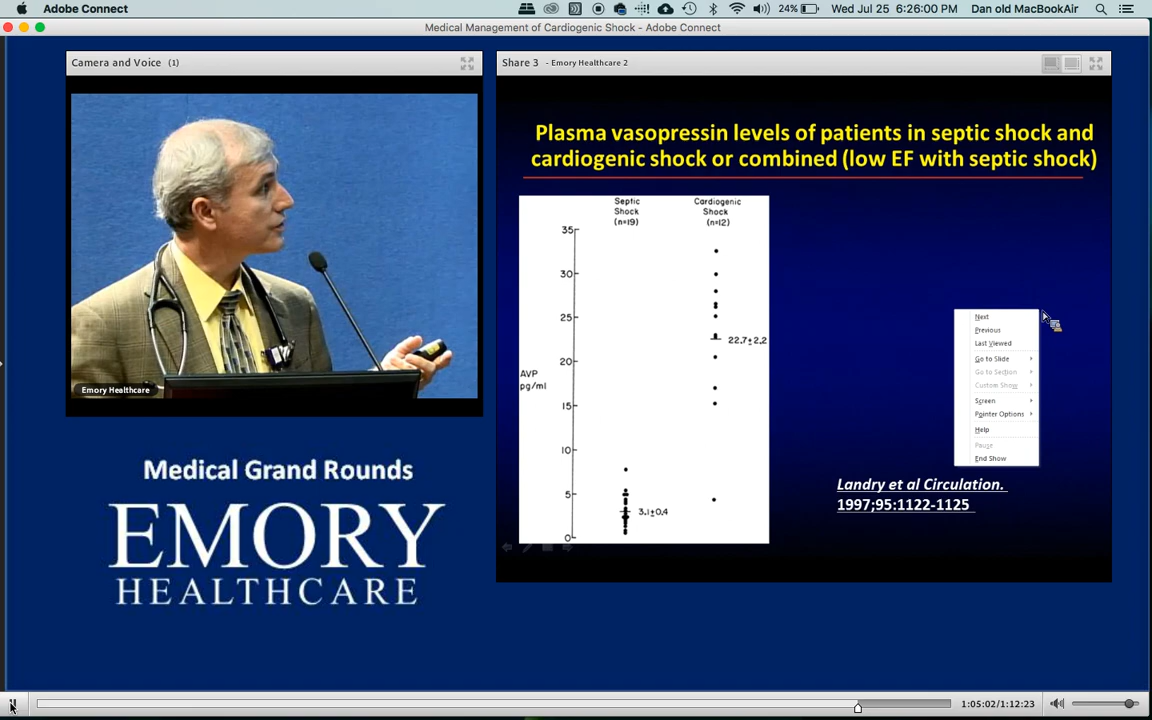 Adobe Connect
24%
Wed Jul 25 6:26:00 PM
Dan old MacBookAir
Medical Management of Cardiogenic Shock - Adobe Connect
Camera and Voice (1)
Emory Healthcare
Medical Grand Rounds
EMORY
HEALTHCARE
Share 3 - Emory Healthcare 2
Plasma vasopressin levels of patients in septic shock and
cardiogenic shock or combined (low EF with septic shock)
Septic
Shock
(n=19)
Cardiogenic
Shock
(n=12)
35
30
25
20
15
10
5
0
AVP
pg/ml
22.7±2.2
3.1±0.4
Next
Previous
Last Viewed
Go to Slide
Go to Section
Custom Show
Screen
Pointer Options
Help
Pause
End Show
Landry et al Circulation.
1997;95:1122-1125
1:05:02/1:12:23